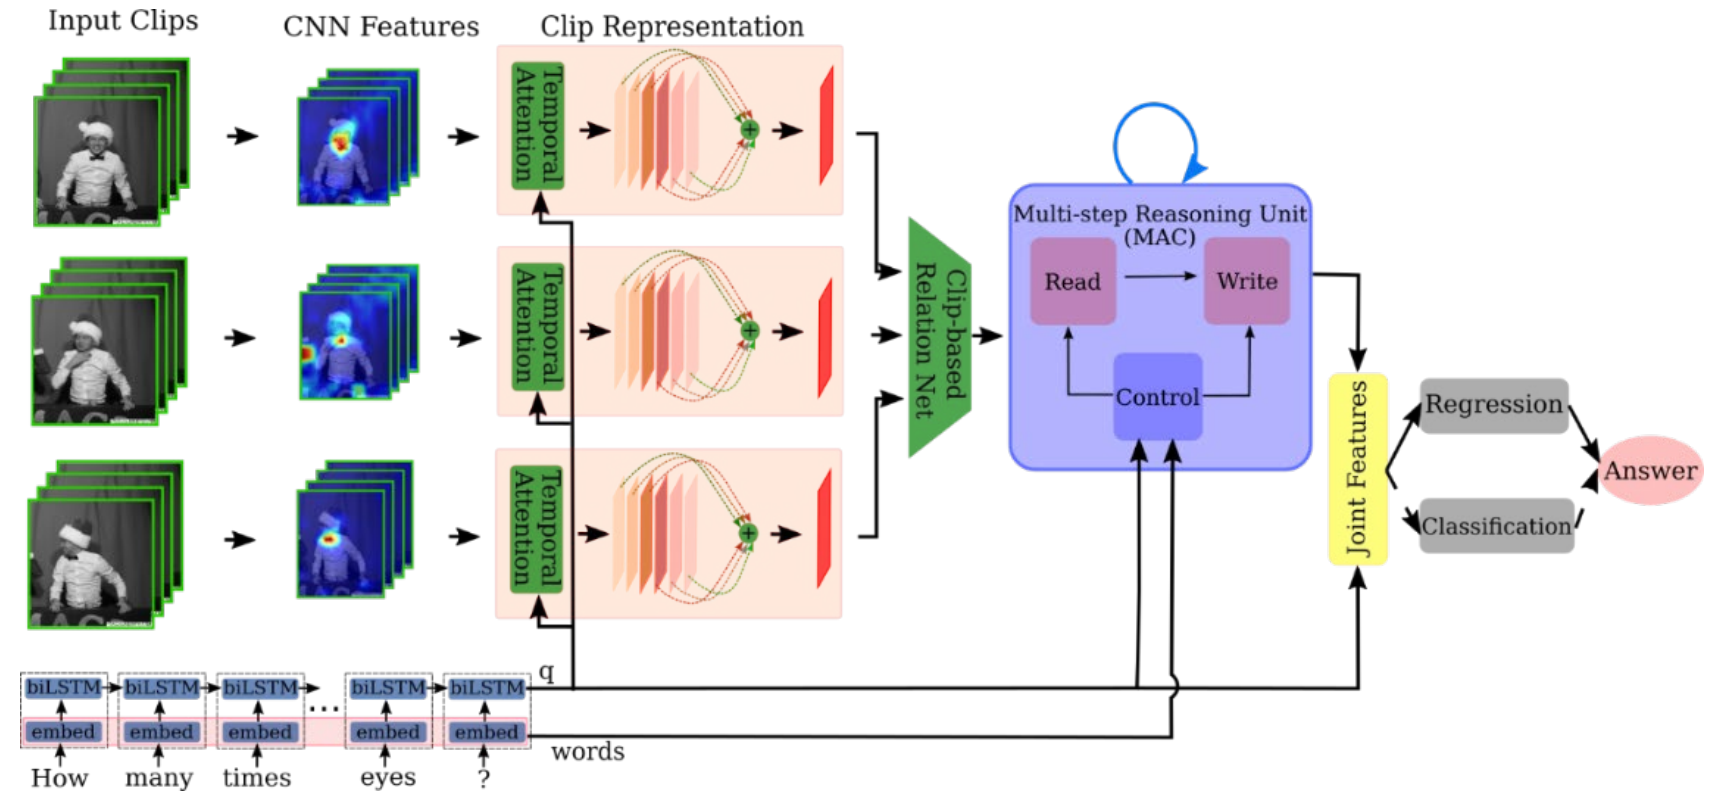 Input Clips
CNN Features
Clip Representation
Temporal
Attention
+
Temporal
Attention
+
Temporal
Attention
+
Clip-based
Relation Net
Multi-step Reasoning Unit
(MAC)
Read
Write
Control
Joint Features
Regression
Classification
Answer
biLSTM biLSTM biLSTM ... biLSTM biLSTM
q
embed embed embed embed embed
words
How many times eyes ?